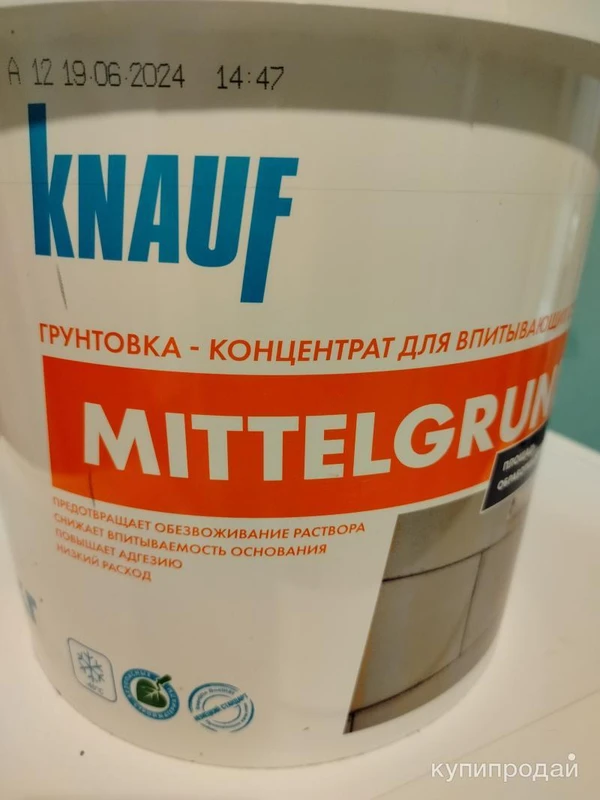 A 12 19.06.2024 14:47
KNAUF
ГРУНТОВКА - КОНЦЕНТРАТ ДЛЯ
MITTELGRUN
ПРЕДОТВРАЩАЕТ ОБЕЗВОЖИВАНИЕ РАСТВОРА
СНИЖАЕТ ВПИТЫВАЕМОСТЬ ОСНОВАНИЯ
ПОВЫШАЕТ АДГЕЗИЮ
НИЗКИЙ РАСХОД
купипродай